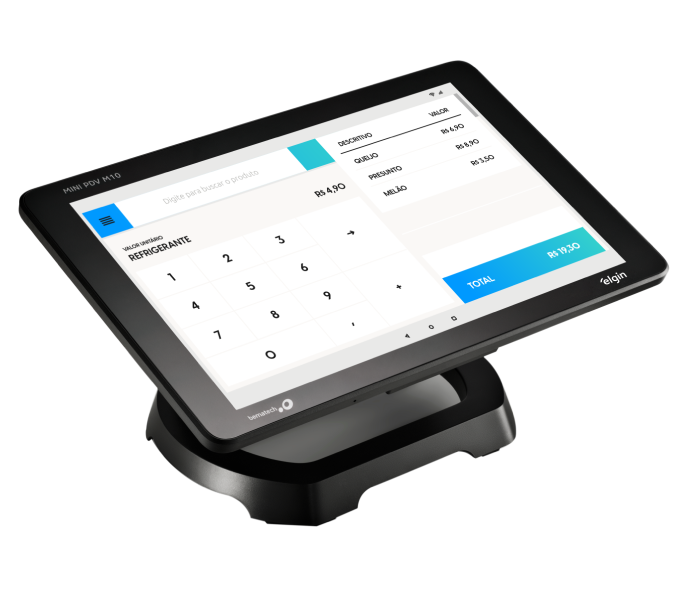 MINI PDV M10
Digite para buscar o produto
VALOR UNITÁRIO
REFRIGERANTE
R$ 4,90
1 2 3 →
4 5 6
7 8 9 +
0 ,
DESCRITIVO VALOR
QUEIJO R$ 6,90
PRESUNTO R$ 8,90
MELÃO R$ 3,50
TOTAL R$ 19,30
bematech
elgin